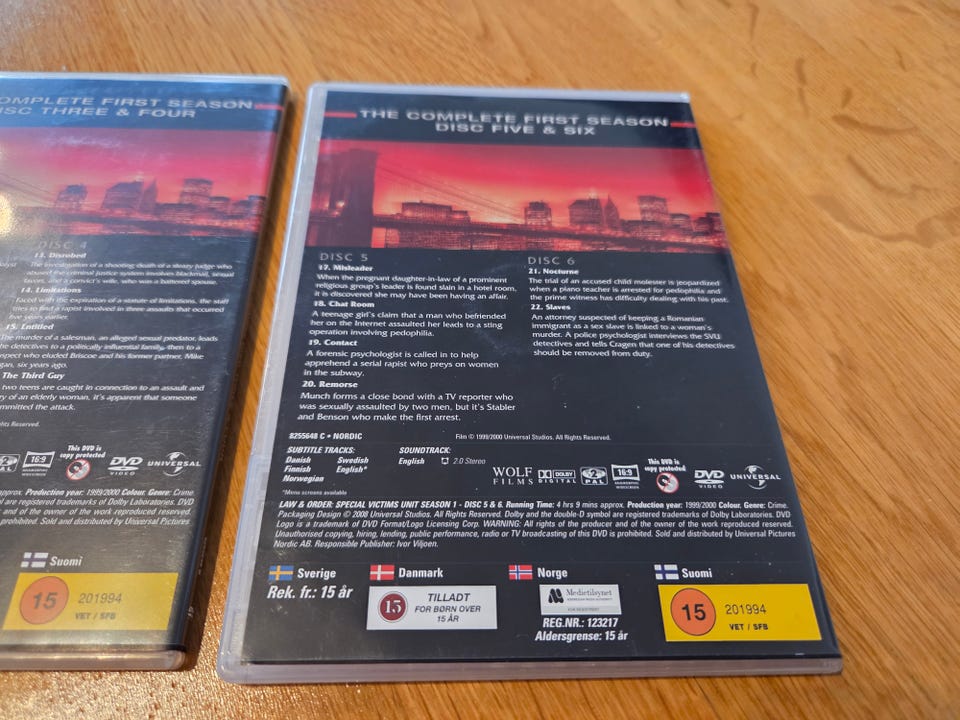 OMPLETE FIRST SEASON
ISC THREE & FOUR
DISC 4
13. Disrobed
The investigation of a shooting death of a sleazy judge who
abused the criminal justice system involves blackmail, sexual
favors, and a convict's wife, who was a battered spouse.
14. Limitations
Faced with the expiration of a statute of limitations, the staff
tries to find a rapist involved in three assaults that occurred
five years earlier.
15. Entitled
The murder of a salesman, an alleged sexual predator, leads
the detectives to a politically influential family, then to a
spect who eluded Briscoe and his former partner, Mike
gan, six years ago.
The Third Guy
two teens are caught in connection to an assault and
ry of an elderly woman, it's apparent that someone
ommitted the attack.
ts Reserved.
PAL
16:9
This DVD is
copy protected
DVD
VIDEO
UNIVERSAL
approx. Production year: 1999/2000 Colour. Genre: Crime.
l are registered trademarks of Dolby Laboratories. DVD
and of the owner of the work reproduced reserved.
prohibited. Sold and distributed by Universal Pictures
Suomi
15
201994
VET / SFB
THE COMPLETE FIRST SEASON
DISC FIVE & SIX
DISC 5
17. Misleader
When the pregnant daughter-in-law of a prominent
religious group's leader is found slain in a hotel room,
it is discovered she may have been having an affair.
18. Chat Room
A teenage girl's claim that a man who befriended
her on the Internet assaulted her leads to a sting
operation involving pedophilia.
19. Contact
A forensic psychologist is called in to help
apprehend a serial rapist who preys on women
in the subway.
20. Remorse
Munch forms a close bond with a TV reporter who
was sexually assaulted by two men, but it's Stabler
and Benson who make the first arrest.
DISC 6
21. Nocturne
The trial of an accused child molester is jeopardized
when a piano teacher is arrested for pedophilia and
the prime witness has difficulty dealing with his past.
22. Slaves
An attorney suspected of keeping a Romanian
immigrant as a sex slave is linked to a woman's
murder. A police psychologist interviews the SVU
detectives and tells Cragen that one of his detectives
should be removed from duty.
8255648 C • NORDIC
Film © 1999/2000 Universal Studios. All Rights Reserved.
SUBTITLE TRACKS:
Danish Swedish
Finnish English*
Norwegian
*Menu screens available
SOUNDTRACK:
English 2.0 Stereo
WOLF
FILMS
DOLBY
DIGITAL
PAL
16:9
This DVD is
copy protected
DVD
VIDEO
UNIVERSAL
LAW & ORDER: SPECIAL VICTIMS UNIT SEASON 1 - DISC 5 & 6. Running Time: 4 hrs 9 mins approx. Production year: 1999/2000 Colour. Genre: Crime.
Packaging Design © 2008 Universal Studios. All Rights Reserved. Dolby and the double-D symbol are registered trademarks of Dolby Laboratories. DVD
Logo is a trademark of DVD Format/Logo Licensing Corp. WARNING: All rights of the producer and of the owner of the work reproduced reserved.
Unauthorised copying, hiring, lending, public performance, radio or TV broadcasting of this DVD is prohibited. Sold and distributed by Universal Pictures
Nordic AB. Responsible Publisher: Ivor Viljoen.
Sverige
Rek. fr.: 15 år
Danmark
15
TILLADT
FOR BØRN OVER
15 ÅR
Norge
Medietilsynet
REG.NR.: 123217
Aldersgrense: 15 år
Suomi
15
201994
VET / SFB